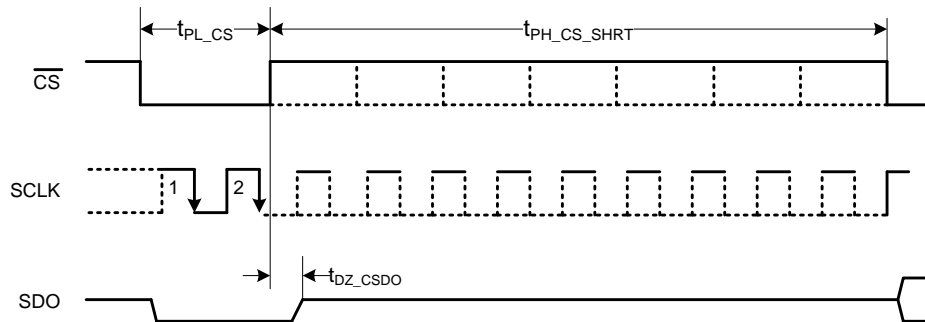 tPL_CS
tPH_CS_SHRT
CS
SCLK
1
2
tDZ_CSDO
SDO